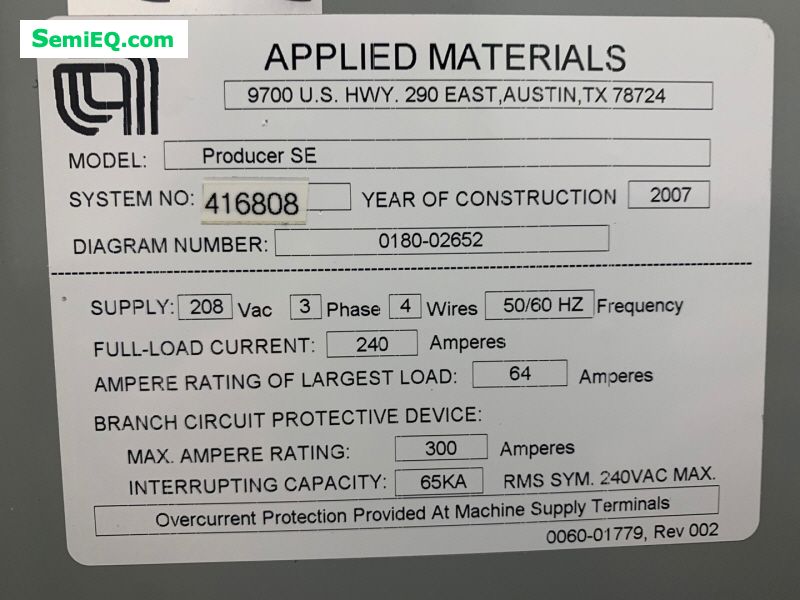 SemiEQ.com
APPLIED MATERIALS
9700 U.S. HWY. 290 EAST,AUSTIN,TX 78724
MODEL: Producer SE
SYSTEM NO: 416808 YEAR OF CONSTRUCTION 2007
DIAGRAM NUMBER: 0180-02652
SUPPLY: 208 Vac 3 Phase 4 Wires 50/60 HZ Frequency
FULL-LOAD CURRENT: 240 Amperes
AMPERE RATING OF LARGEST LOAD: 64 Amperes
BRANCH CIRCUIT PROTECTIVE DEVICE:
MAX. AMPERE RATING: 300 Amperes
INTERRUPTING CAPACITY: 65KA RMS SYM. 240VAC MAX.
Overcurrent Protection Provided At Machine Supply Terminals
0060-01779, Rev 002